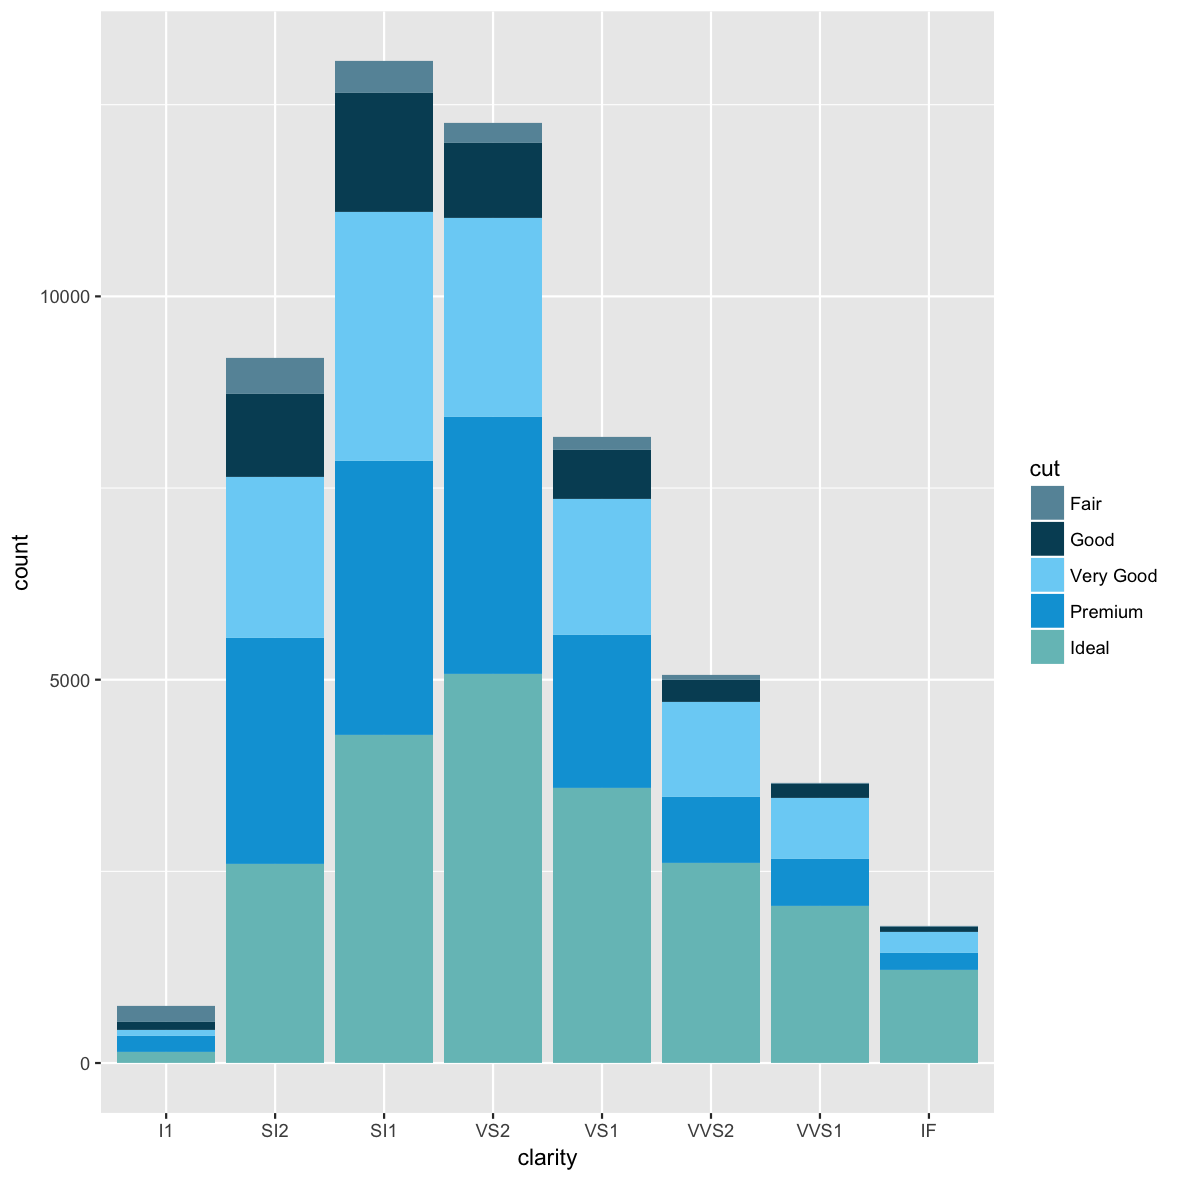 count
10000
5000
0
I1 SI2 SI1 VS2 VS1 VVS2 VVS1 IF
clarity
cut
Fair
Good
Very Good
Premium
Ideal